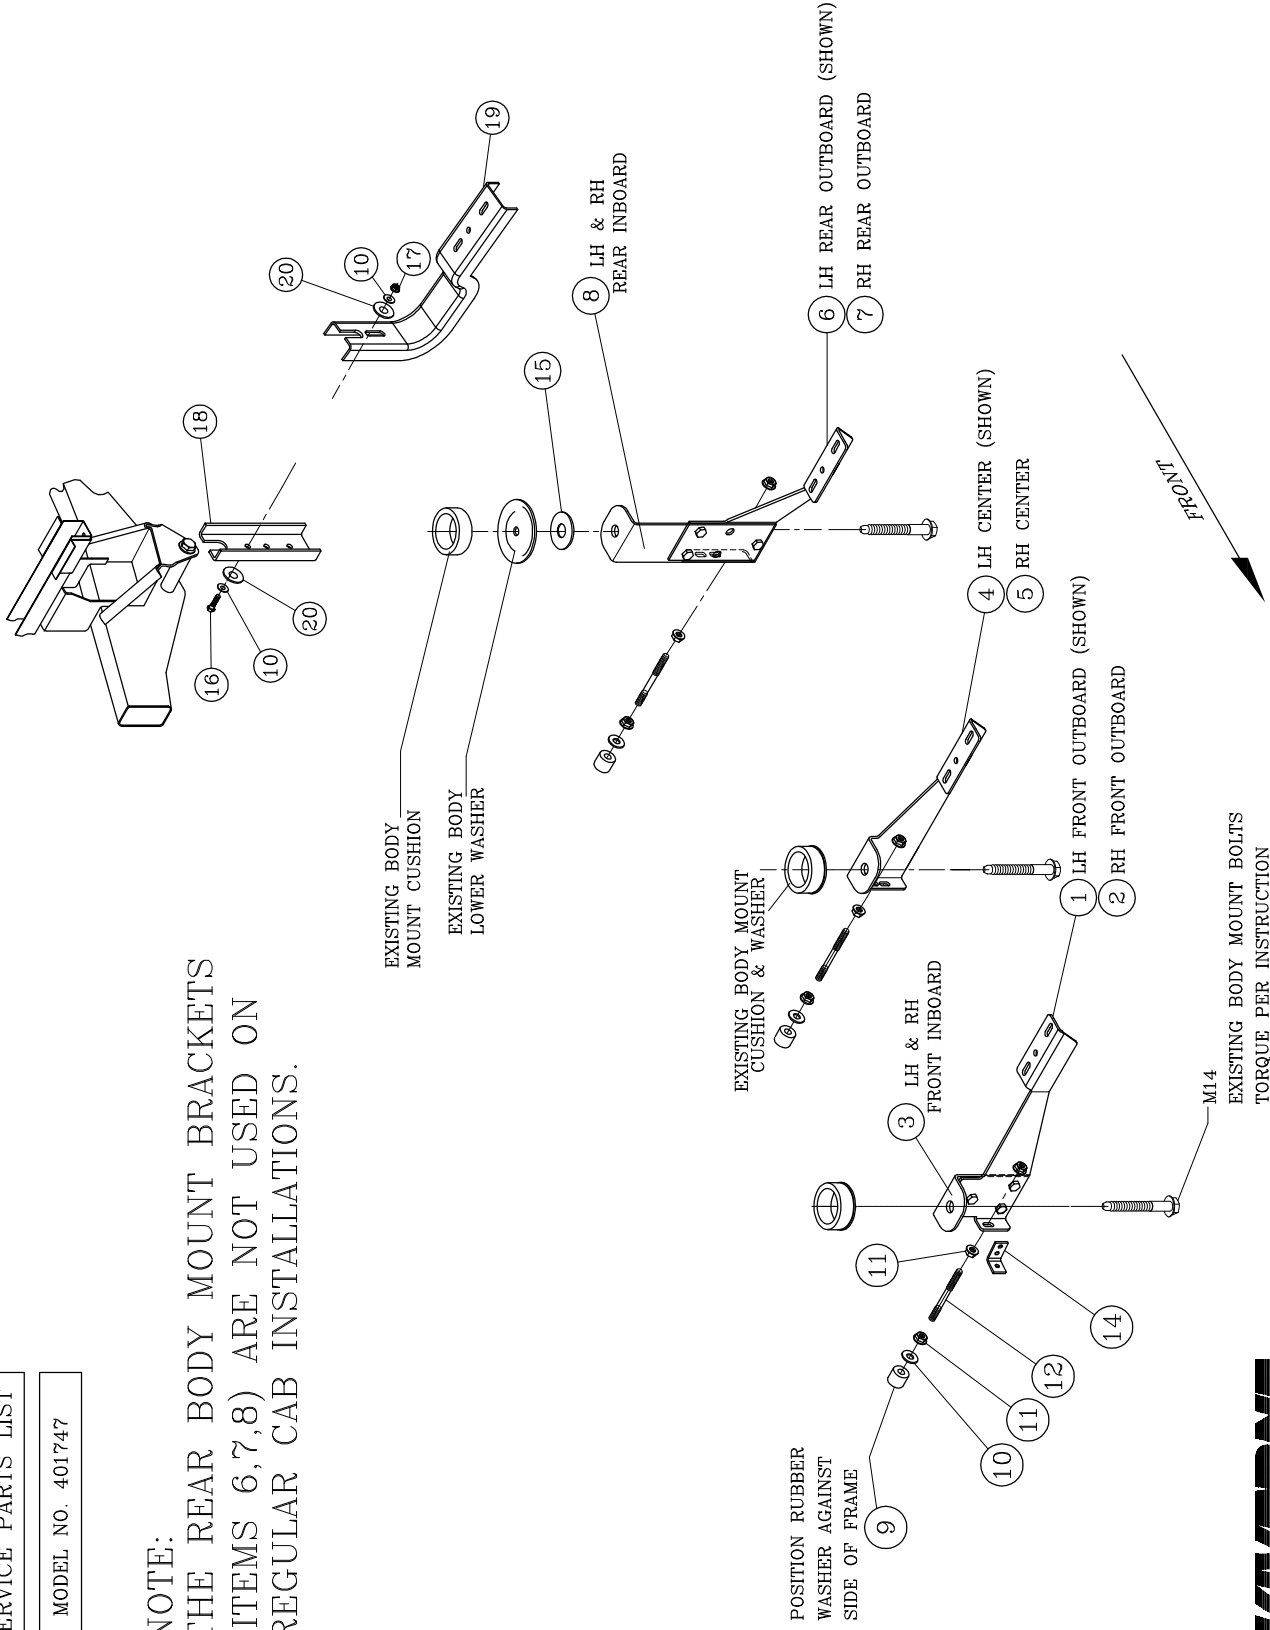 SERVICE PARTS LIST
MODEL NO. 401747
NOTE:
THE REAR BODY MOUNT BRACKETS
ITEMS 6,7,8) ARE NOT USED ON
REGULAR CAB INSTALLATIONS.
16
10
20
18
20
10
17
19
EXISTING BODY
MOUNT CUSHION
EXISTING BODY
LOWER WASHER
15
8 LH & RH
REAR INBOARD
6 LH REAR OUTBOARD (SHOWN)
7 RH REAR OUTBOARD
EXISTING BODY MOUNT
CUSHION & WASHER
4 LH CENTER (SHOWN)
5 RH CENTER
3 LH & RH
FRONT INBOARD
1 LH FRONT OUTBOARD (SHOWN)
2 RH FRONT OUTBOARD
FRONT
POSITION RUBBER
WASHER AGAINST
SIDE OF FRAME
9
10
11
12
11
14
M14
EXISTING BODY MOUNT BOLTS
TORQUE PER INSTRUCTION